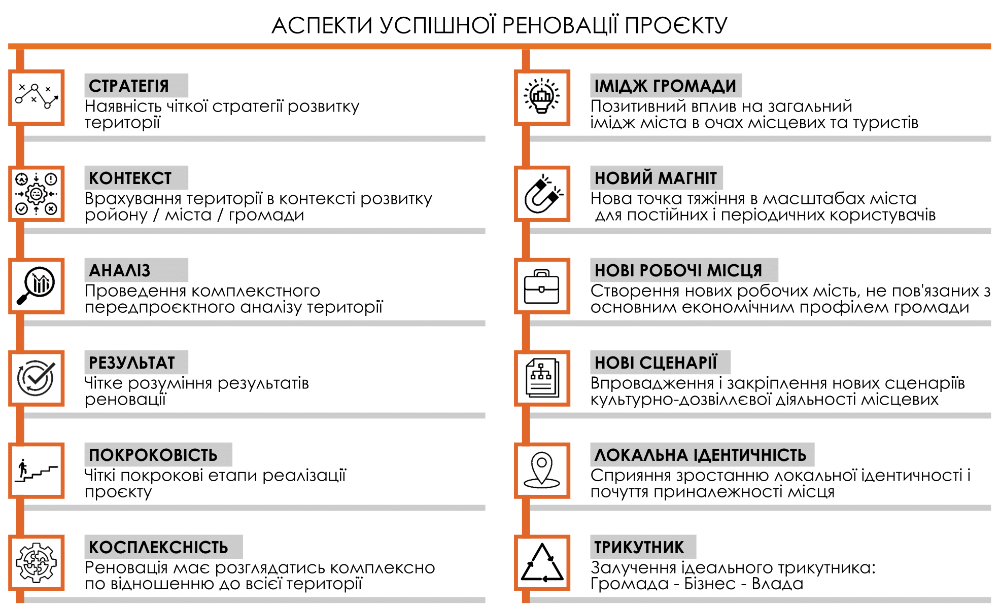 АСПЕКТИ УСПІШНОЇ РЕНОВАЦІЇ ПРОЄКТУ
СТРАТЕГІЯ
Наявність чіткої стратегії розвитку
території
КОНТЕКСТ
Врахування території в контексті розвитку
ройону / міста / громади
АНАЛІЗ
Проведення комплекстного
передпроєктного аналізу території
РЕЗУЛЬТАТ
Чітке розуміння результатів
реновації
ПОКРОКОВІСТЬ
Чіткі покрокові етапи реалізації
проєкту
КОСПЛЕКСНІСТЬ
Реновація має розглядатись комплексно
по відношенню до всієї території
ІМІДЖ ГРОМАДИ
Позитивний вплив на загальний
імідж міста в очах місцевих та туристів
НОВИЙ МАГНІТ
Нова точка тяжіння в масштабах міста
для постійних і періодичних користувачів
НОВІ РОБОЧІ МІСЦЯ
Створення нових робочих мість, не пов'язаних з
основним економічним профілем громади
НОВІ СЦЕНАРІЇ
Впровадження і закріплення нових сценаріїв
культурно-дозвіллєвої діяльності місцевих
ЛОКАЛЬНА ІДЕНТИЧНІСТЬ
Сприяння зростанню локальної ідентичності і
почуття приналежності місця
ТРИКУТНИК
Залучення ідеального трикутника:
Громада - Бізнес - Влада